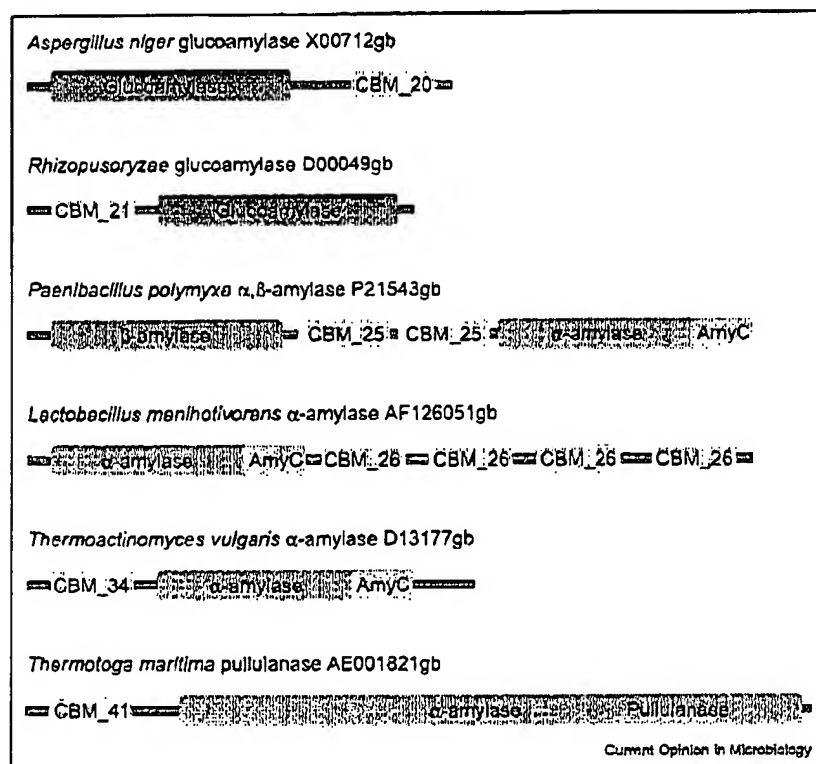 Aspergillus niger glucoamylase X00712gb
Glucoamylase CBM_20
Rhizopusoryzae glucoamylase D00049gb
CBM_21 Glucoamylase
Paenibacillus polymyxa α,ß-amylase P21543gb
β-amylase CBM_25 CBM_25 α-amylase AmyC
Lactobacillus manihotivorans α-amylase AF126051gb
α-amylase AmyC CBM_26 CBM_26 CBM_26 CBM_26
Thermoactinomyces vulgaris α-amylase D13177gb
CBM_34 α-amylase AmyC
Thermotoga maritima pullulanase AE001821gb
CBM_41 α-amylase Pullulanase
Current Opinion in Microbiology